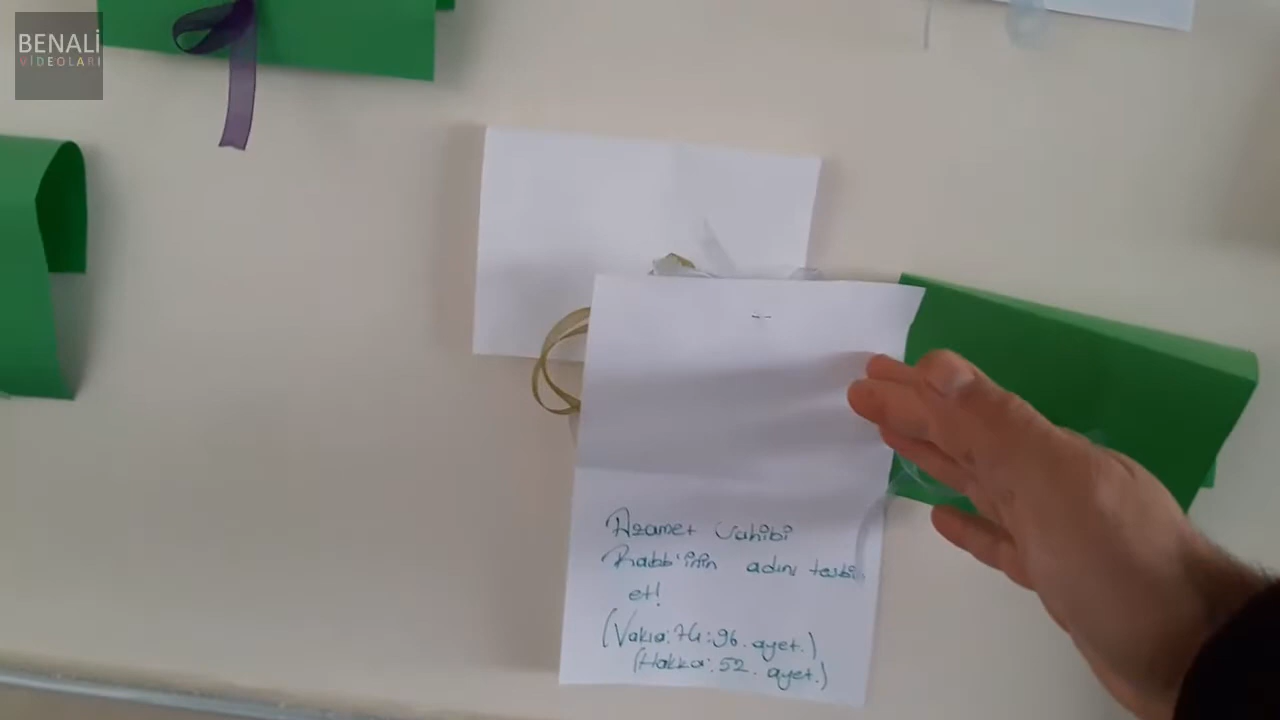 BENALİ
VİDEOLARI
Azamet Sahibi
Rabb'inin adını tesbih
et!
(Vakıa: 74: 96. ayet.)
(Hakka: 52. ayet.)